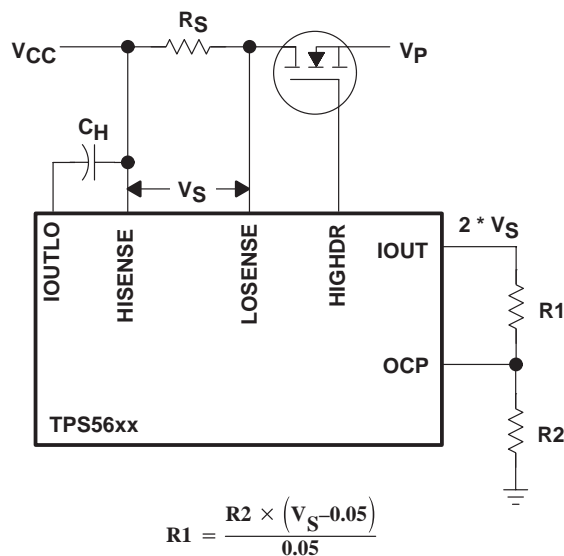 RS
VCC
VP
CH
VS
2 * VS
IOUTLO
HISENSE
LOSENSE
HIGHDR
IOUT
R1
OCP
R2
TPS56xx
R1 = R2 × (VS–0.05) / 0.05